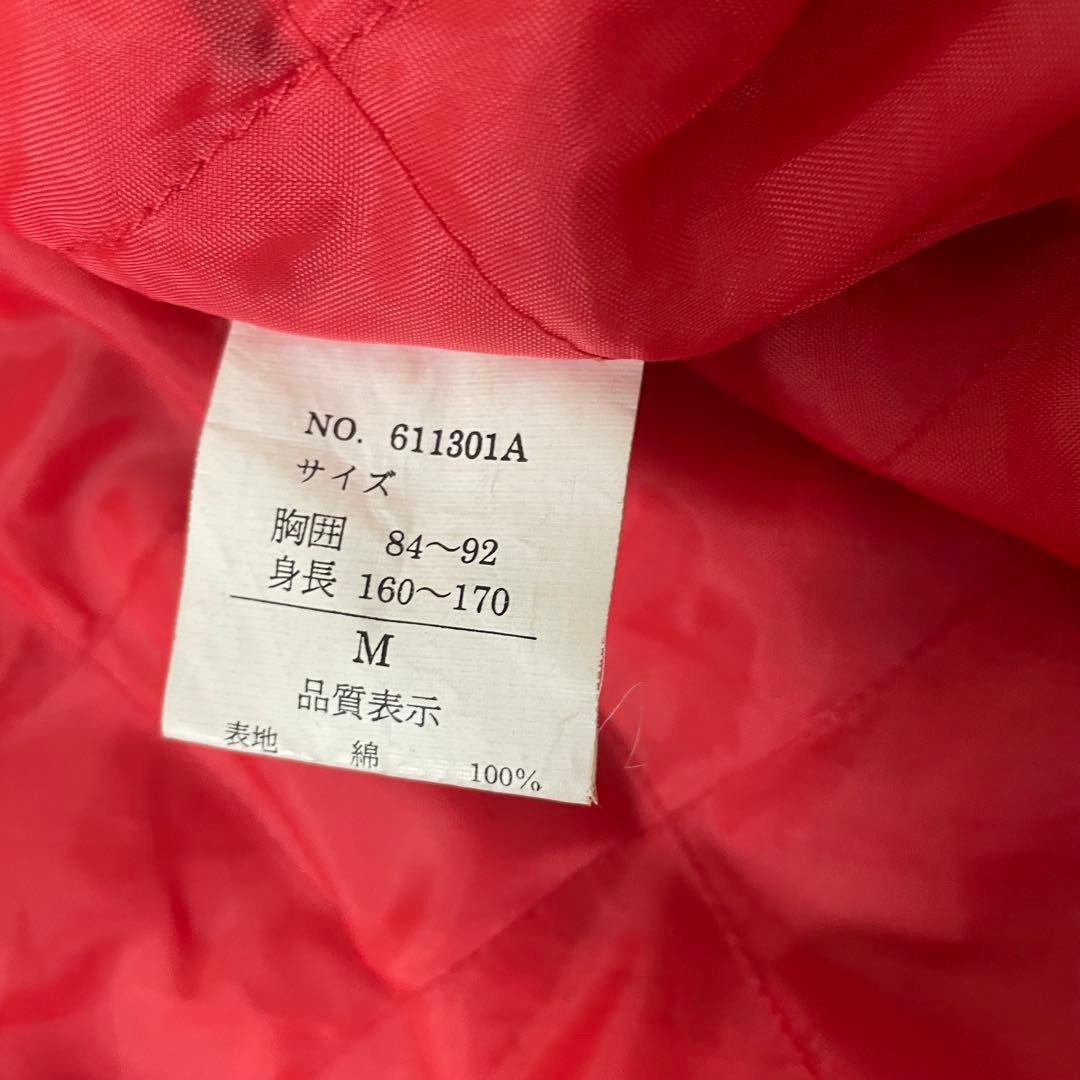 NO. 611301A
サイズ
胸囲 84～92
身長 160～170
M
品質表示
表地 綿 100%